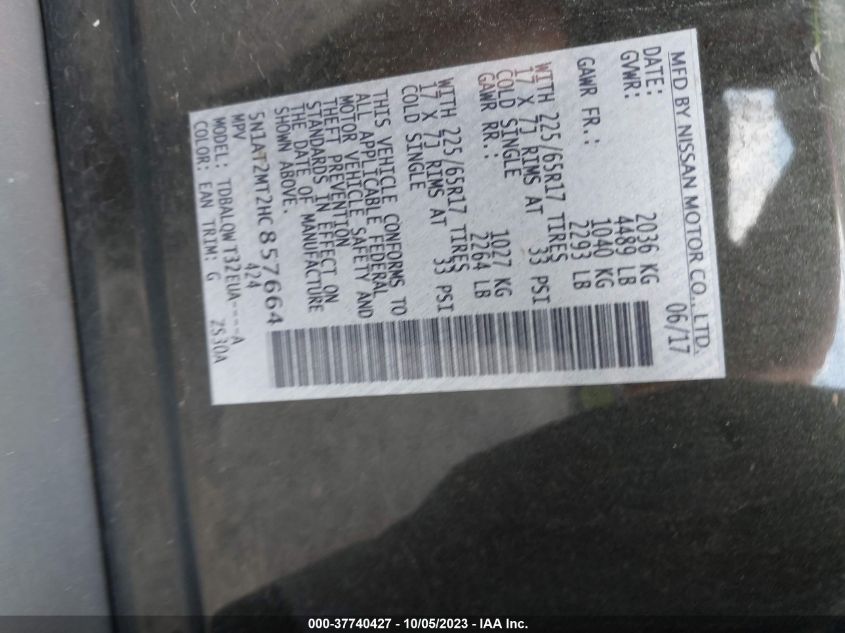 MFD BY NISSAN MOTOR CO., LTD.
DATE: 06/17
GVWR: 2036 KG
4489 LB
GAWR FR.: 1040 KG
2293 LB
WITH 225/65R17 TIRES
17 X 7J RIMS AT 33 PSI
COLD SINGLE
GAWR RR.: 1027 KG
2264 LB
WITH 225/65R17 TIRES
17 X 7J RIMS AT 33 PSI
COLD SINGLE
THIS VEHICLE CONFORMS TO
ALL APPLICABLE FEDERAL
MOTOR VEHICLE SAFETY AND
THEFT PREVENTION
STANDARDS IN EFFECT ON
THE DATE OF MANUFACTURE
SHOWN ABOVE.
5N1AT2MT2HC857664
MPV 424
MODEL: TDBALQWT32EUA----A
COLOR: EAN TRIM: G ZS30A
000-37740427 - 10/05/2023 - IAA Inc.